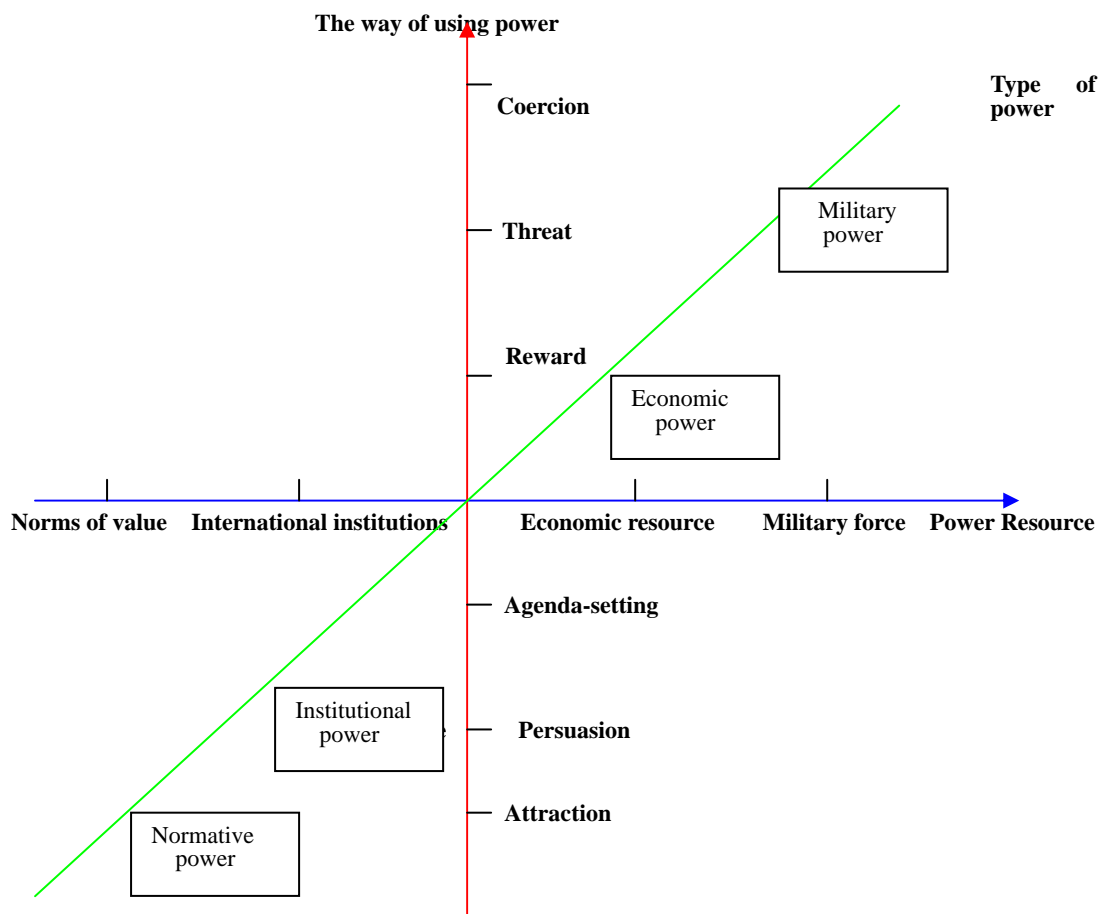 The way of using power
Type of
power
Coercion
Military
power
Threat
Reward
Economic
power
Norms of value International institutions Economic resource Military force Power Resource
Agenda-setting
Institutional
power
Persuasion
Attraction
Normative
power